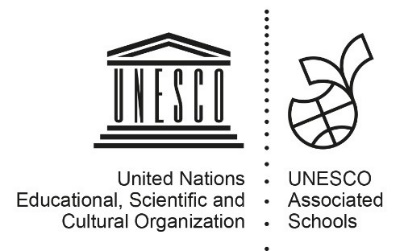 UNESCO
United Nations
Educational, Scientific and
Cultural Organization
UNESCO
Associated
Schools